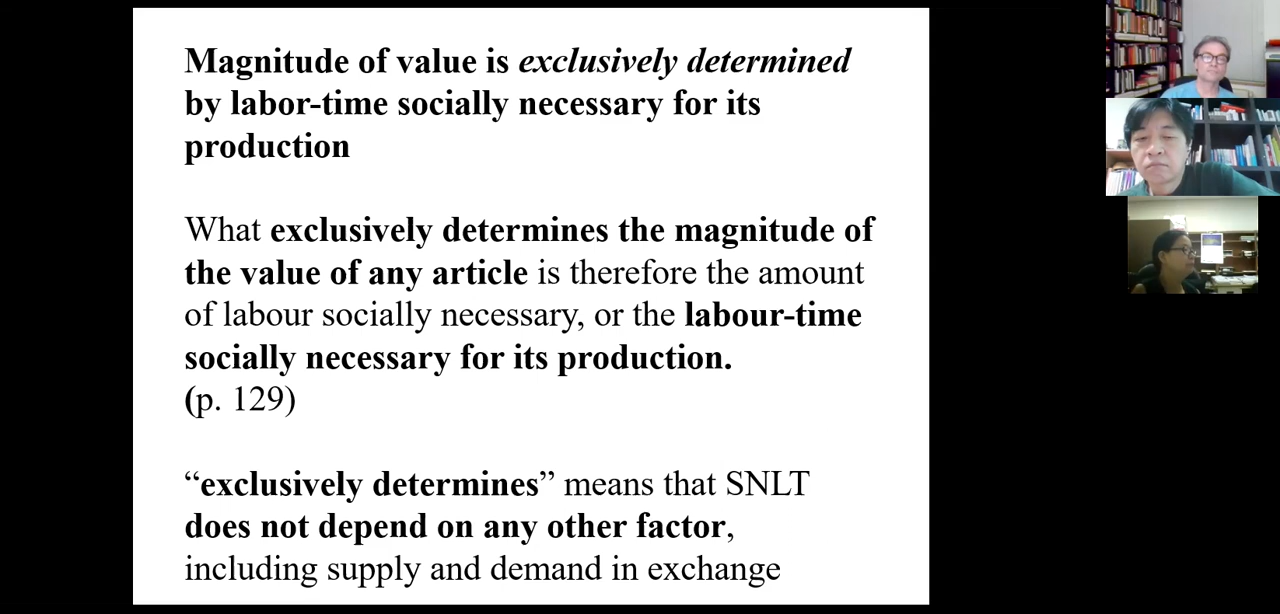 Magnitude of value is exclusively determined
by labor-time socially necessary for its
production
What exclusively determines the magnitude of
the value of any article is therefore the amount
of labour socially necessary, or the labour-time
socially necessary for its production.
(p. 129)
“exclusively determines” means that SNLT
does not depend on any other factor,
including supply and demand in exchange